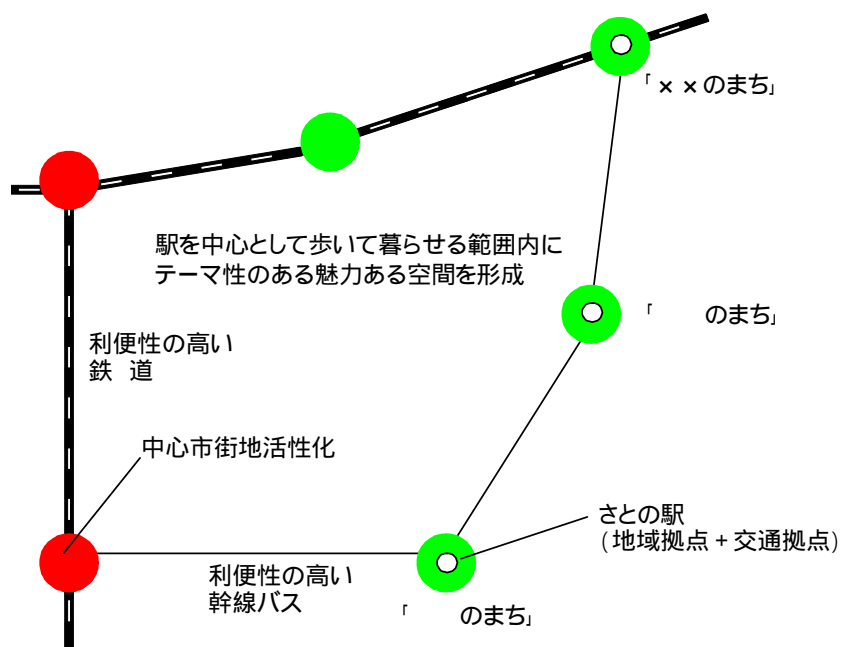 「××のまち」
駅を中心として歩いて暮らせる範囲内に
テーマ性のある魅力ある空間を形成
「　　のまち」
利便性の高い
鉄 道
中心市街地活性化
さとの駅
(地域拠点+交通拠点)
利便性の高い
幹線バス
「　　のまち」